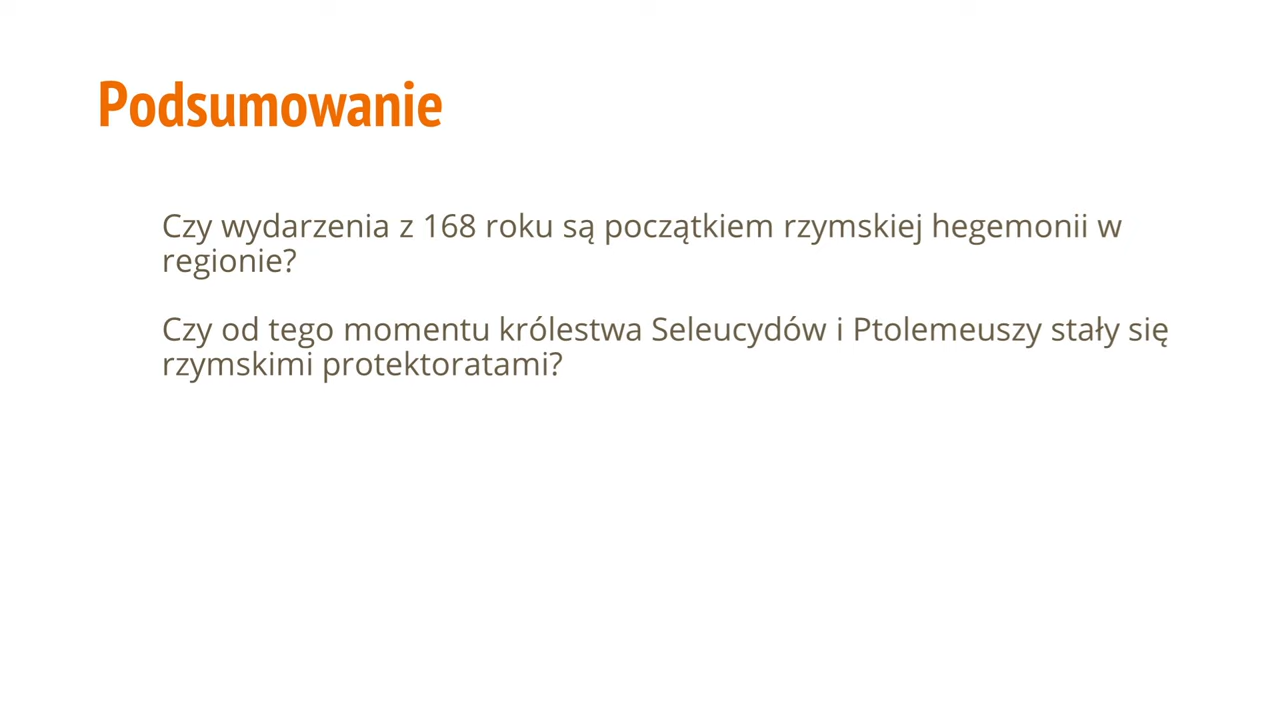 Podsumowanie
Czy wydarzenia z 168 roku są początkiem rzymskiej hegemonii w
regionie?
Czy od tego momentu królestwa Seleucydów i Ptolemeuszy stały się
rzymskimi protektoratami?